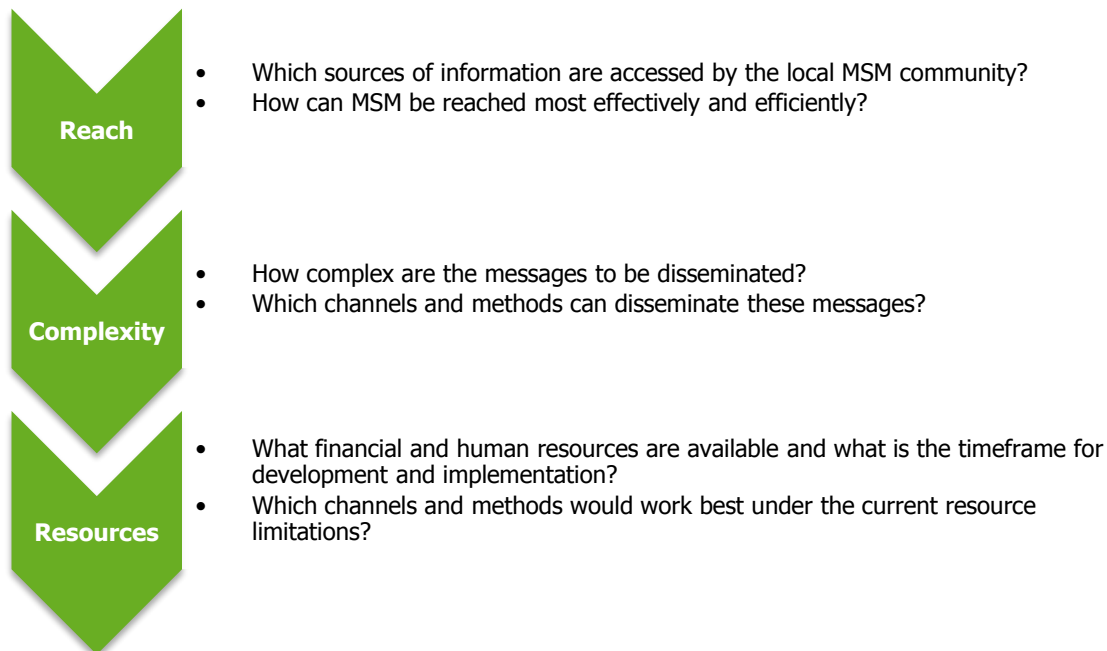 Reach
• Which sources of information are accessed by the local MSM community?
• How can MSM be reached most effectively and efficiently?
Complexity
• How complex are the messages to be disseminated?
• Which channels and methods can disseminate these messages?
Resources
• What financial and human resources are available and what is the timeframe for
development and implementation?
• Which channels and methods would work best under the current resource
limitations?